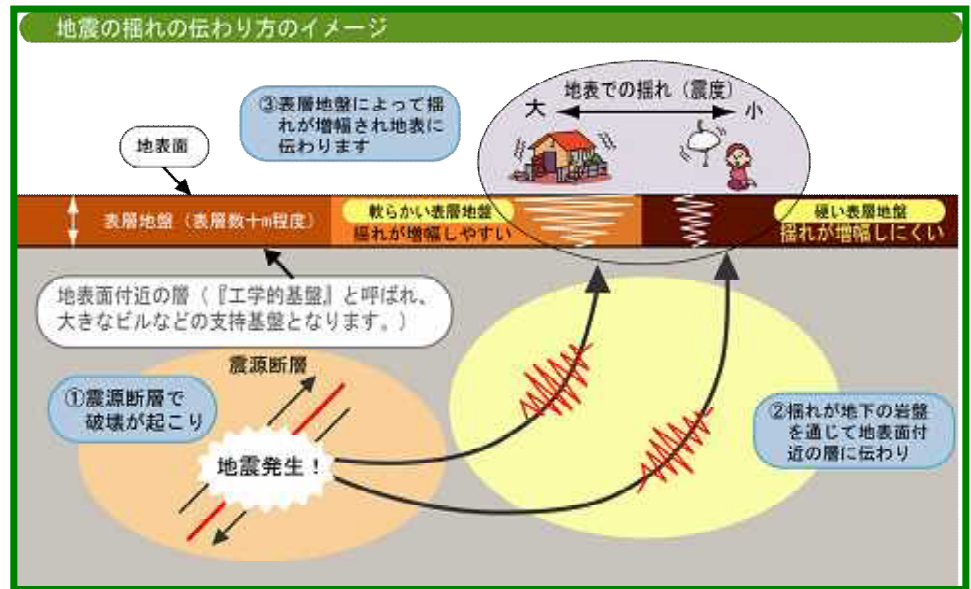 地震の揺れの伝わり方のイメージ
地表での揺れ（震度）
大
小
③表層地盤によって揺
れが増幅され地表に
伝わります
地表面
表層地盤（表層数十m程度）
軟らかい表層地盤
揺れが増幅しやすい
硬い表層地盤
揺れが増幅しにくい
地表面付近の層（『工学的基盤』と呼ばれ、
大きなビルなどの支持基盤となります。）
震源断層
①震源断層で
破壊が起こり
地震発生！
②揺れが地下の岩盤
を通じて地表面付
近の層に伝わり